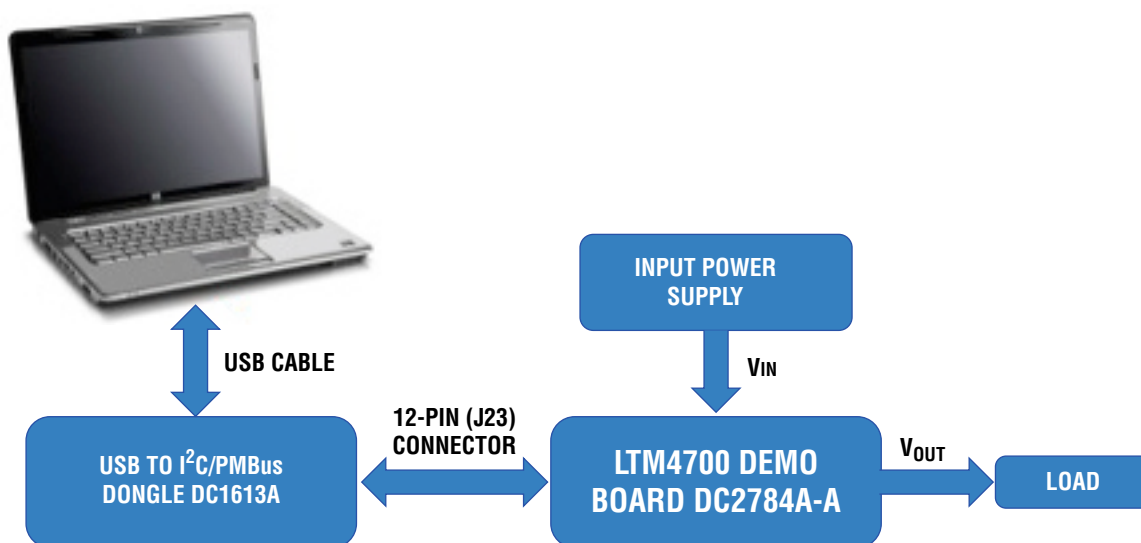 INPUT POWER
SUPPLY
USB CABLE
VIN
12-PIN (J23)
CONNECTOR
USB TO I²C/PMBus
DONGLE DC1613A
LTM4700 DEMO
BOARD DC2784A-A
VOUT
LOAD